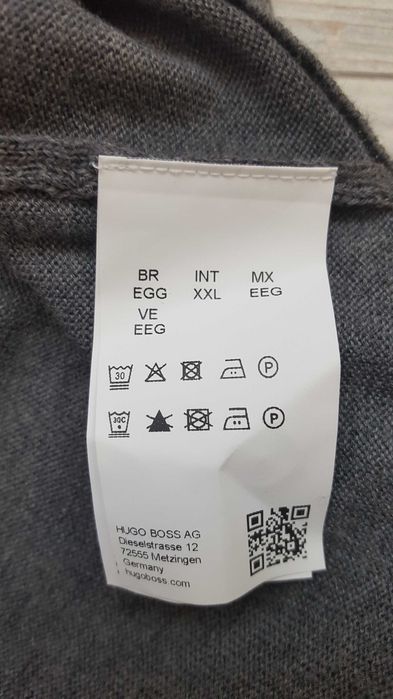 BR INT MX
EGG XXL EEG
VE
EEG
30 P
30C P
HUGO BOSS AG
Dieselstrasse 12
72555 Metzingen
Germany
hugoboss.com